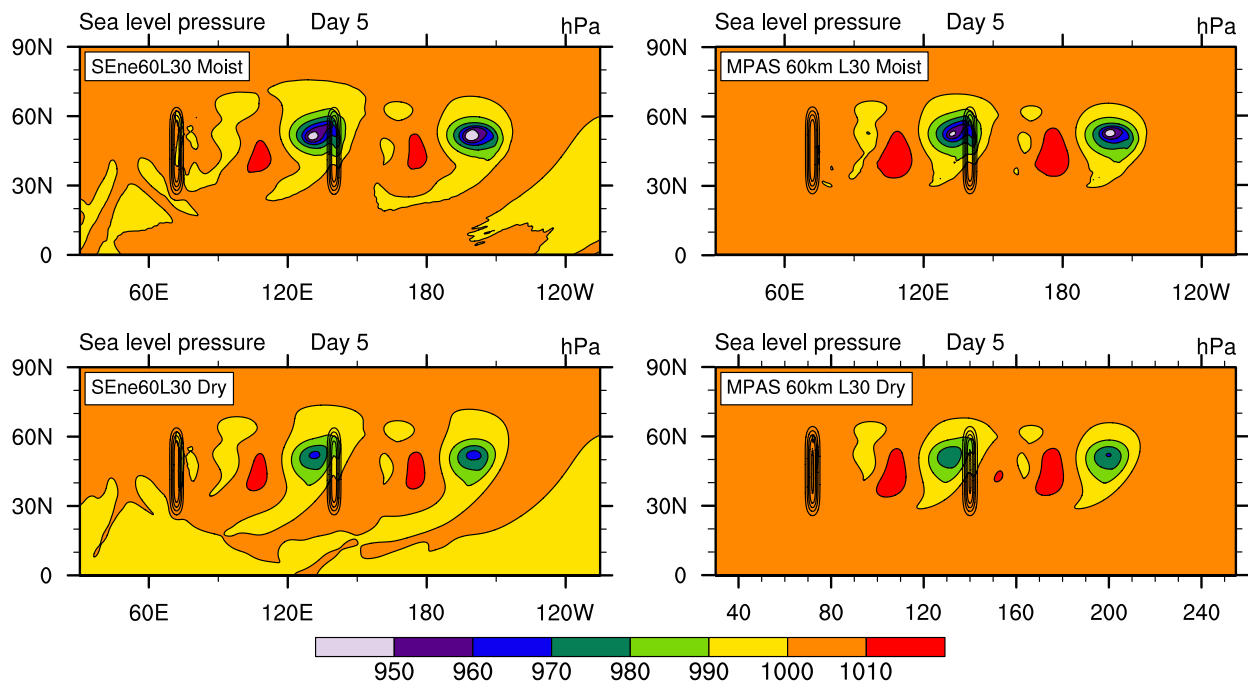 Sea level pressure Day 5 hPa
SEne60L30 Moist
90N
60N
30N
0
60E 120E 180 120W
Sea level pressure Day 5 hPa
MPAS 60km L30 Moist
90N
60N
30N
0
60E 120E 180 120W
Sea level pressure Day 5 hPa
SEne60L30 Dry
90N
60N
30N
0
60E 120E 180 120W
Sea level pressure Day 5 hPa
MPAS 60km L30 Dry
90N
60N
30N
0
40 80 120 160 200 240
950 960 970 980 990 1000 1010